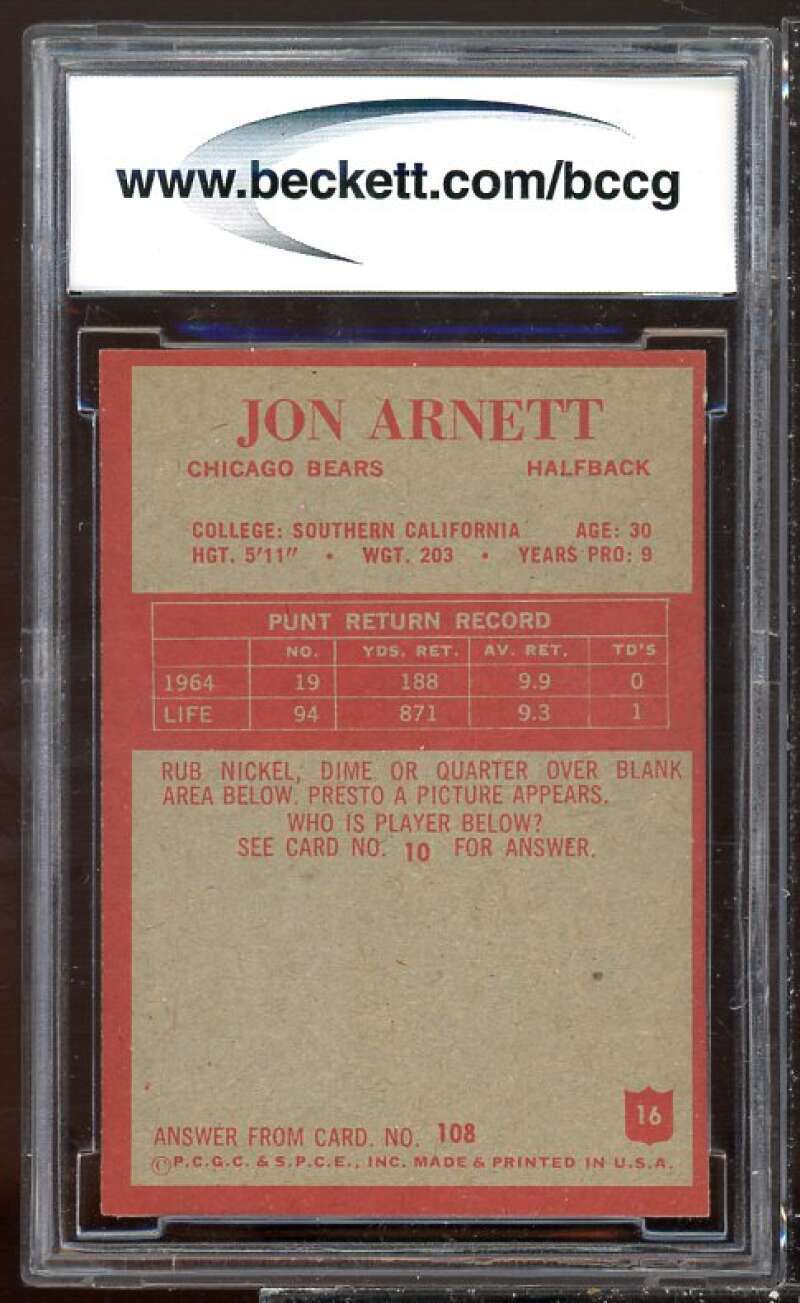 www.beckett.com/bccg
JON ARNETT
CHICAGO BEARS HALFBACK
COLLEGE: SOUTHERN CALIFORNIA AGE: 30
HGT. 5'11" • WGT. 203 • YEARS PRO: 9
PUNT RETURN RECORD
NO. YDS. RET. AV. RET. TD'S
1964 19 188 9.9 0
LIFE 94 871 9.3 1
RUB NICKEL, DIME OR QUARTER OVER BLANK
AREA BELOW. PRESTO A PICTURE APPEARS.
WHO IS PLAYER BELOW?
SEE CARD NO. 10 FOR ANSWER.
16
ANSWER FROM CARD. NO. 108
©P.C.G.C. & S.P.C.E., INC. MADE & PRINTED IN U.S.A.